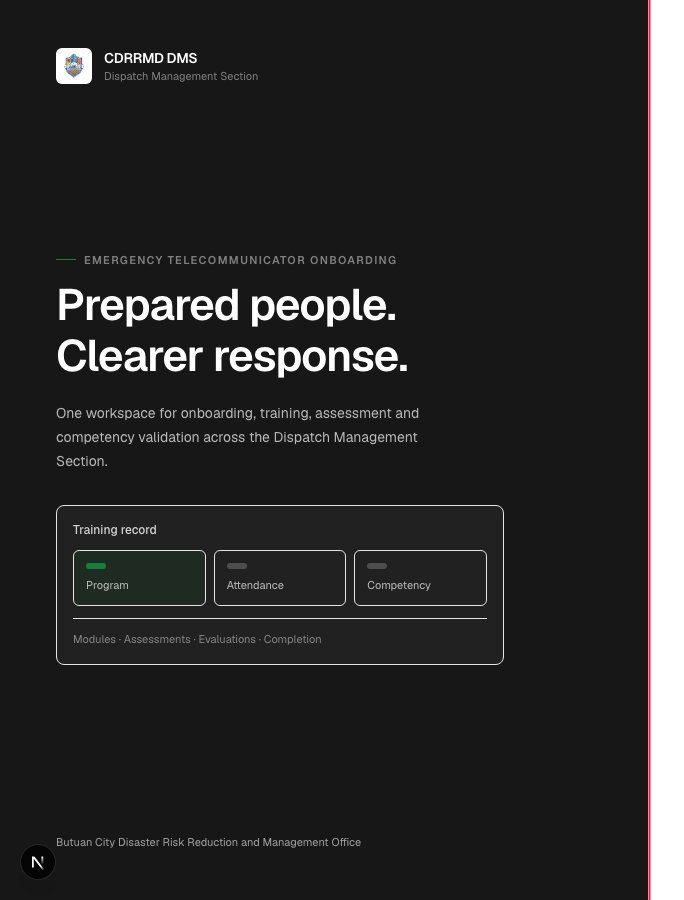 CDRRMD DMS
Dispatch Management Section
EMERGENCY TELECOMMUNICATOR ONBOARDING
Prepared people.
Clearer response.
One workspace for onboarding, training, assessment and
competency validation across the Dispatch Management
Section.
Training record
Program
Attendance
Competency
Modules · Assessments · Evaluations · Completion
Butuan City Disaster Risk Reduction and Management Office
N